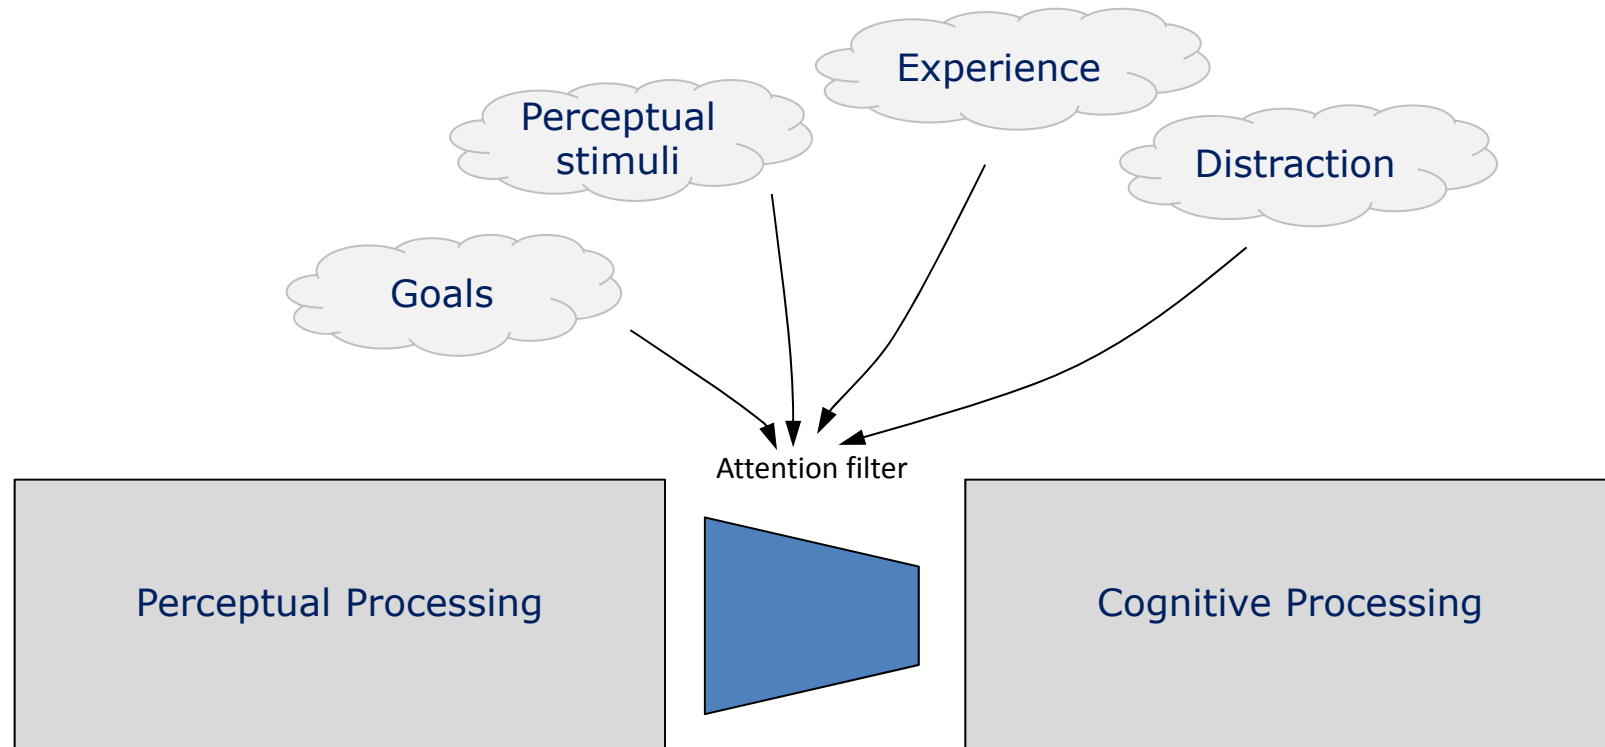 Experience
Perceptual
stimuli
Distraction
Goals
Attention filter
Perceptual Processing
Cognitive Processing